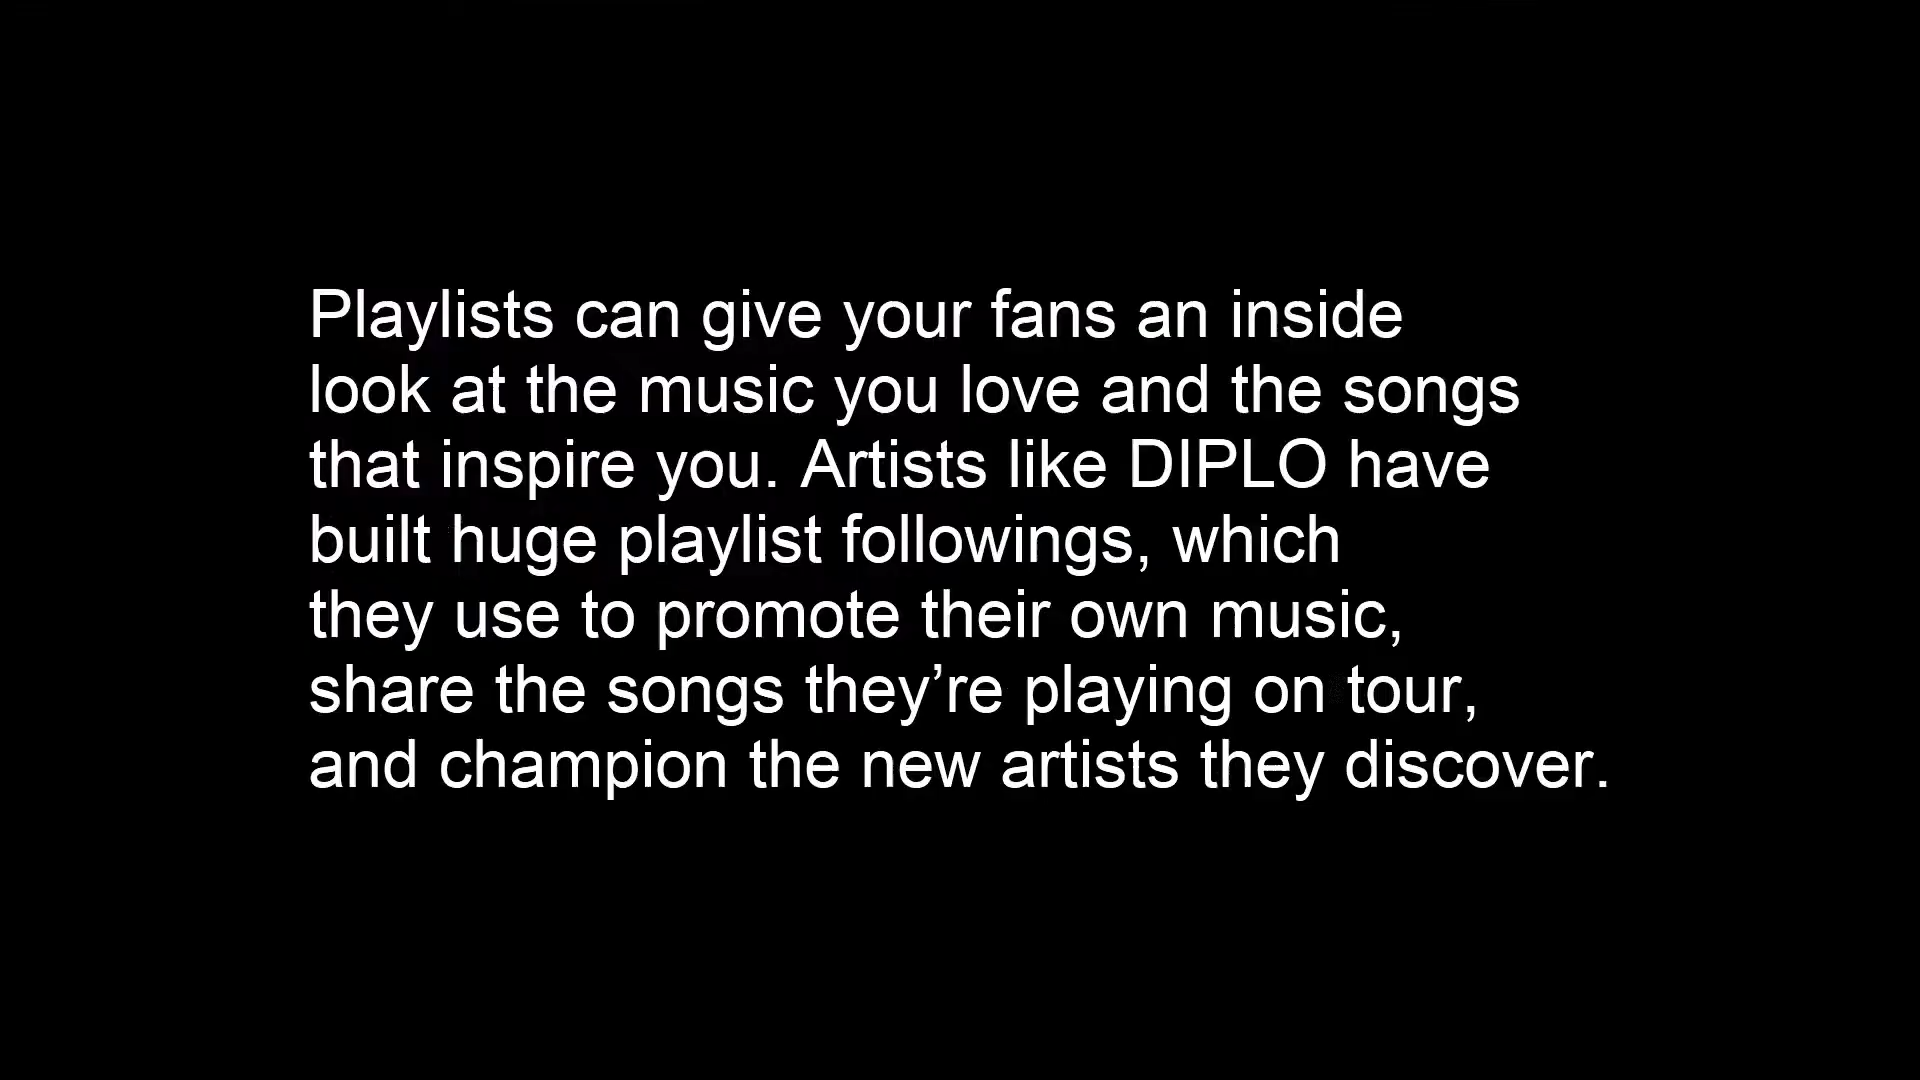 Playlists can give your fans an inside
look at the music you love and the songs
that inspire you. Artists like DIPLO have
built huge playlist followings, which
they use to promote their own music,
share the songs they’re playing on tour,
and champion the new artists they discover.